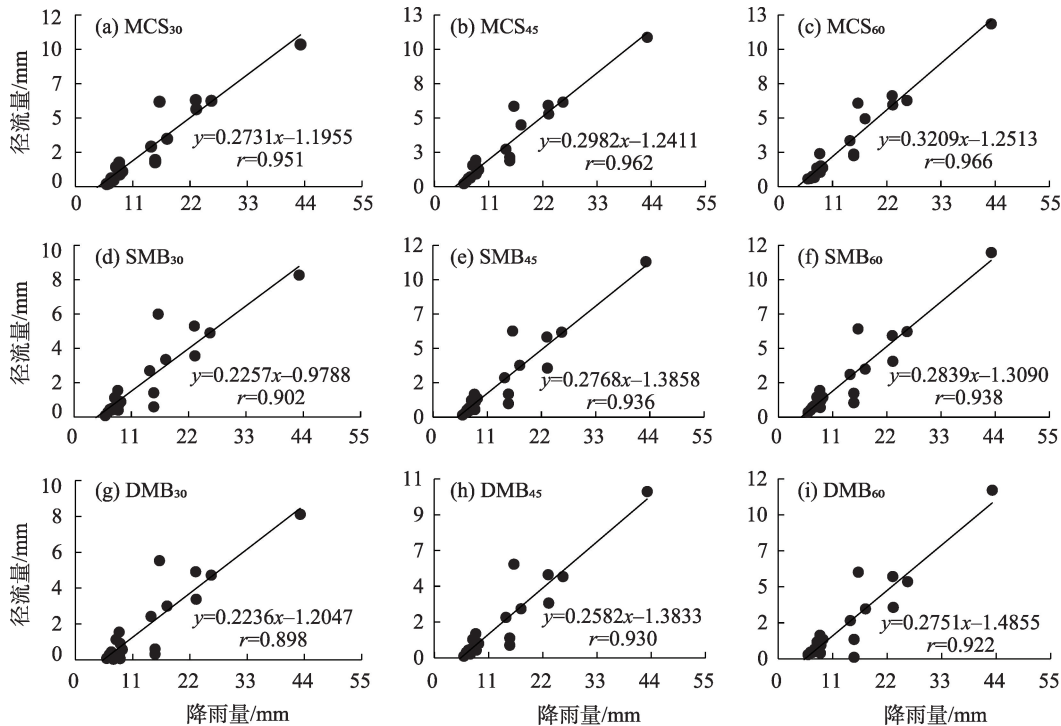 (a) MCS₃₀
12
10
7
5
2
0
径流量/mm
y=0.2731x–1.1955
r=0.951
0 11 22 33 44 55
(b) MCS₄₅
13
10
8
5
3
0
y=0.2982x–1.2411
r=0.962
0 11 22 33 44 55
(c) MCS₆₀
13
10
8
5
3
0
y=0.3209x–1.2513
r=0.966
0 11 22 33 44 55
(d) SMB₃₀
10
8
6
4
2
0
径流量/mm
y=0.2257x–0.9788
r=0.902
0 11 22 33 44 55
(e) SMB₄₅
12
10
7
5
2
0
y=0.2768x–1.3858
r=0.936
0 11 22 33 44 55
(f) SMB₆₀
12
10
7
5
2
0
y=0.2839x–1.3090
r=0.938
0 11 22 33 44 55
(g) DMB₃₀
10
8
6
4
2
0
径流量/mm
y=0.2236x–1.2047
r=0.898
0 11 22 33 44 55
降雨量/mm
(h) DMB₄₅
11
9
7
4
2
0
y=0.2582x–1.3833
r=0.930
0 11 22 33 44 55
降雨量/mm
(i) DMB₆₀
12
10
7
5
2
0
y=0.2751x–1.4855
r=0.922
0 11 22 33 44 55
降雨量/mm